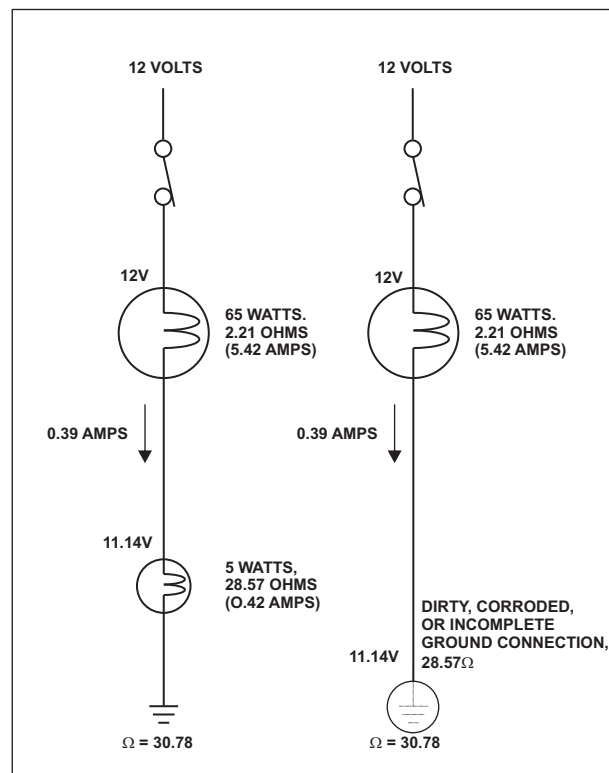 12 VOLTS
12V
65 WATTS.
2.21 OHMS
(5.42 AMPS)
0.39 AMPS
11.14V
5 WATTS,
28.57 OHMS
(O.42 AMPS)
Ω = 30.78
12 VOLTS
12V
65 WATTS.
2.21 OHMS
(5.42 AMPS)
0.39 AMPS
DIRTY, CORRODED,
OR INCOMPLETE
GROUND CONNECTION,
28.57Ω
11.14V
Ω = 30.78